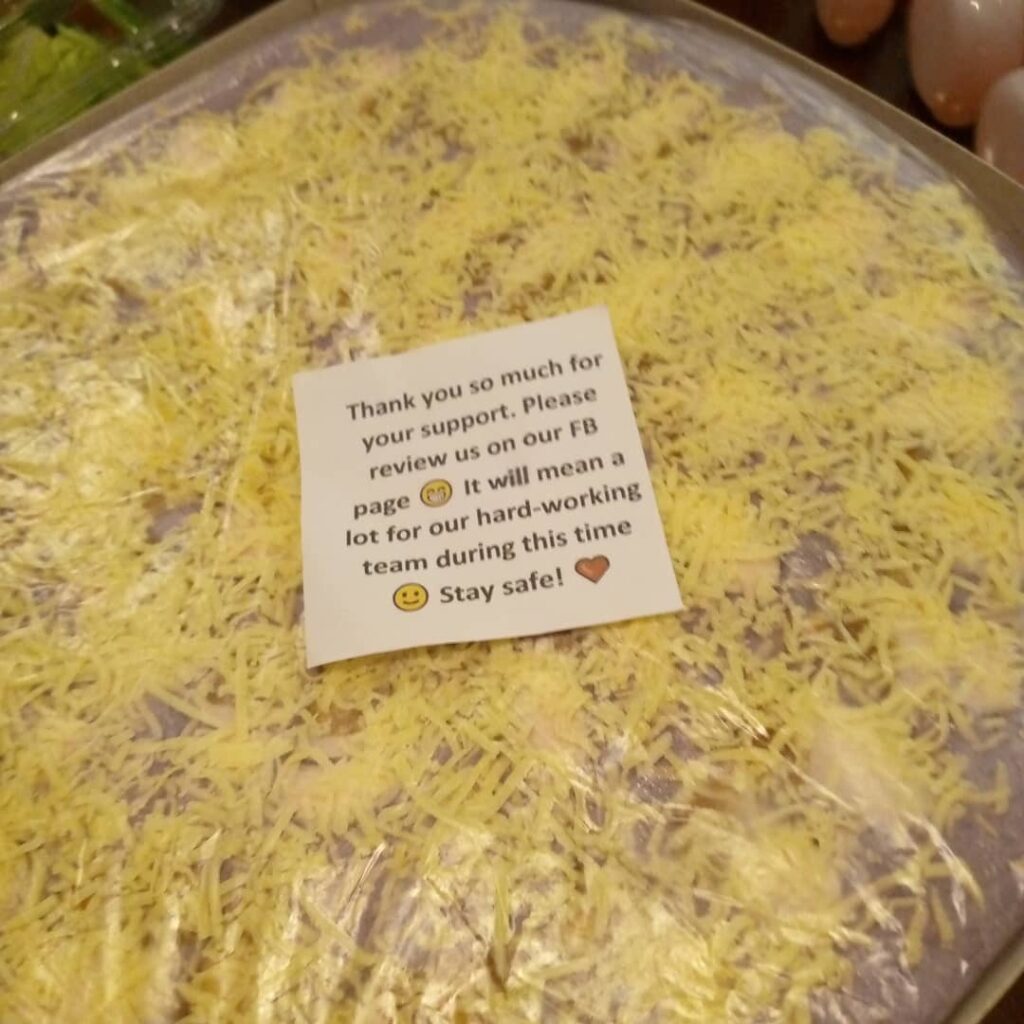 Thank you so much for
your support. Please
review us on our FB
page 😁 It will mean a
lot for our hard-working
team during this time
🙂 Stay safe! ❤